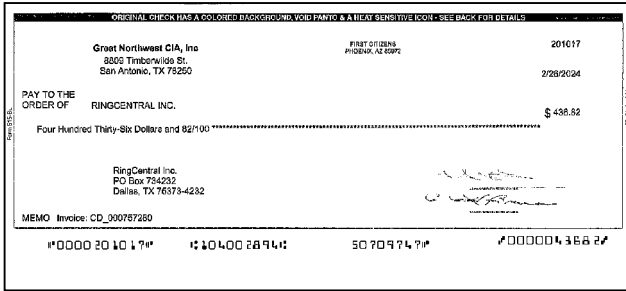 ORIGINAL CHECK HAS A COLORED BACKGROUND, VOID PANTO & A HEAT SENSITIVE ICON - SEE BACK FOR DETAILS
Great Northwest CIA, Inc
8809 Timberwilde St.
San Antonio, TX 78250
FIRST CITIZENS
PHOENIX, AZ 85072
201017
2/26/2024
PAY TO THE
ORDER OF RINGCENTRAL INC.
$ 436.82
Four Hundred Thirty-Six Dollars and 82/100
RingCentral Inc.
PO Box 734232
Dallas, TX 75373-4232
MEMO Invoice: CD_000757280
⑈0000201017⑈ ⑆104002894⑆ 50709747⑈ ⑇0000043682⑇